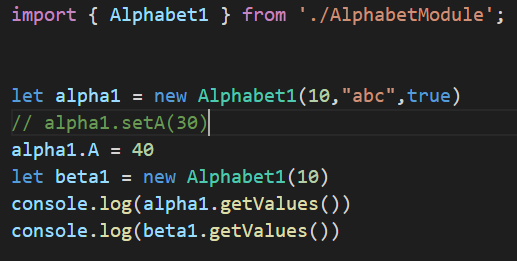 import { Alphabet1 } from './AlphabetModule';
let alpha1 = new Alphabet1(10,"abc",true)
// alpha1.setA(30)
alpha1.A = 40
let beta1 = new Alphabet1(10)
console.log(alpha1.getValues())
console.log(beta1.getValues())